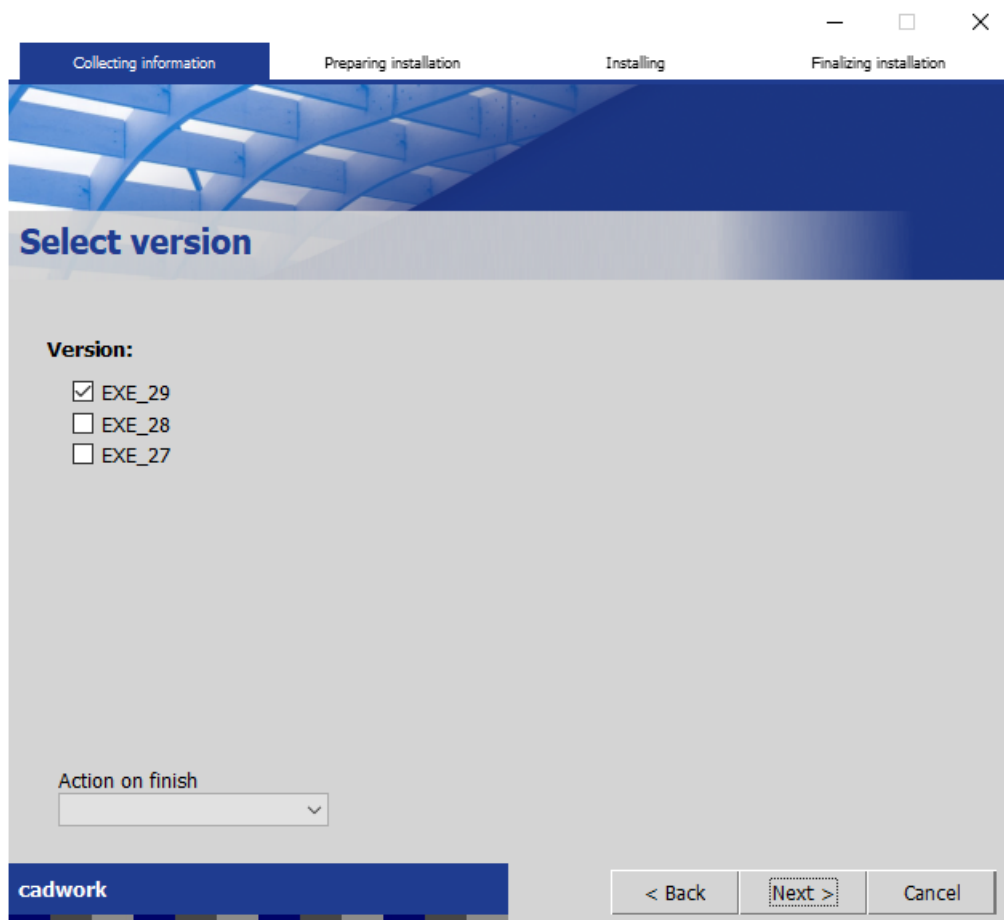 Collecting information
Preparing installation
Installing
Finalizing installation
Select version
Version:
EXE_29
EXE_28
EXE_27
Action on finish
cadwork
< Back
Next >
Cancel